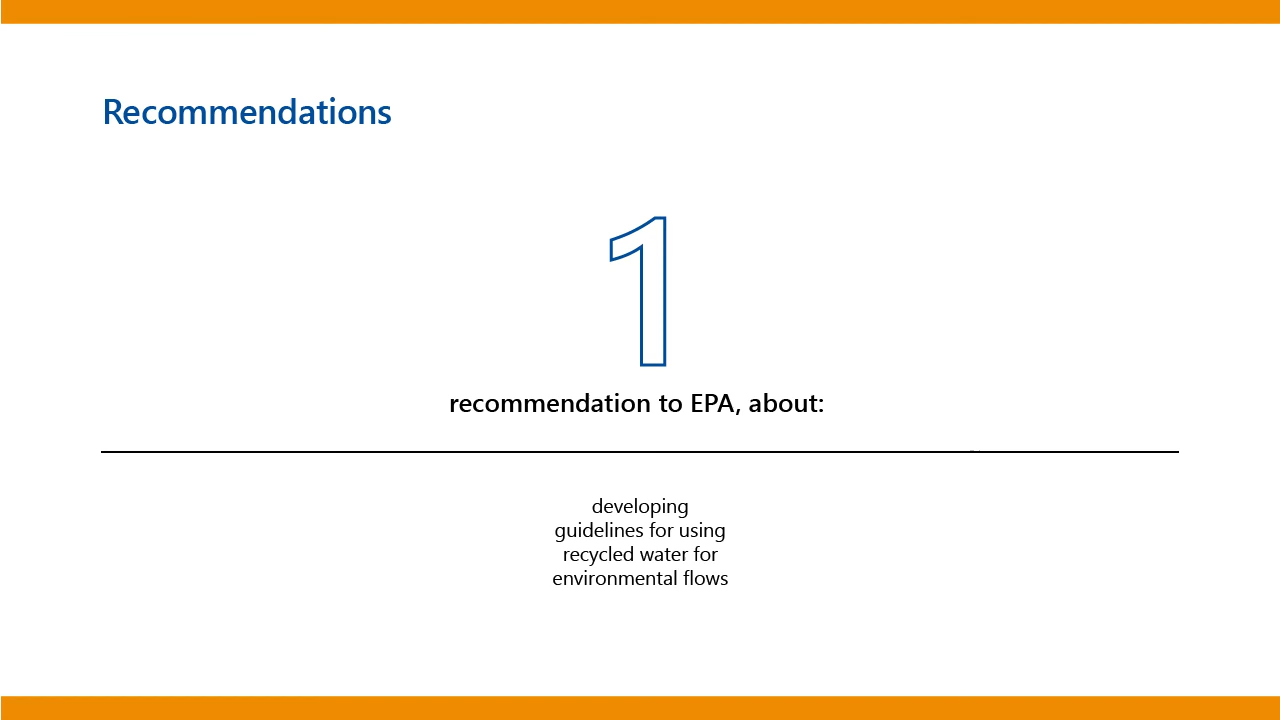 Recommendations
1
recommendation to EPA, about:
developing
guidelines for using
recycled water for
environmental flows